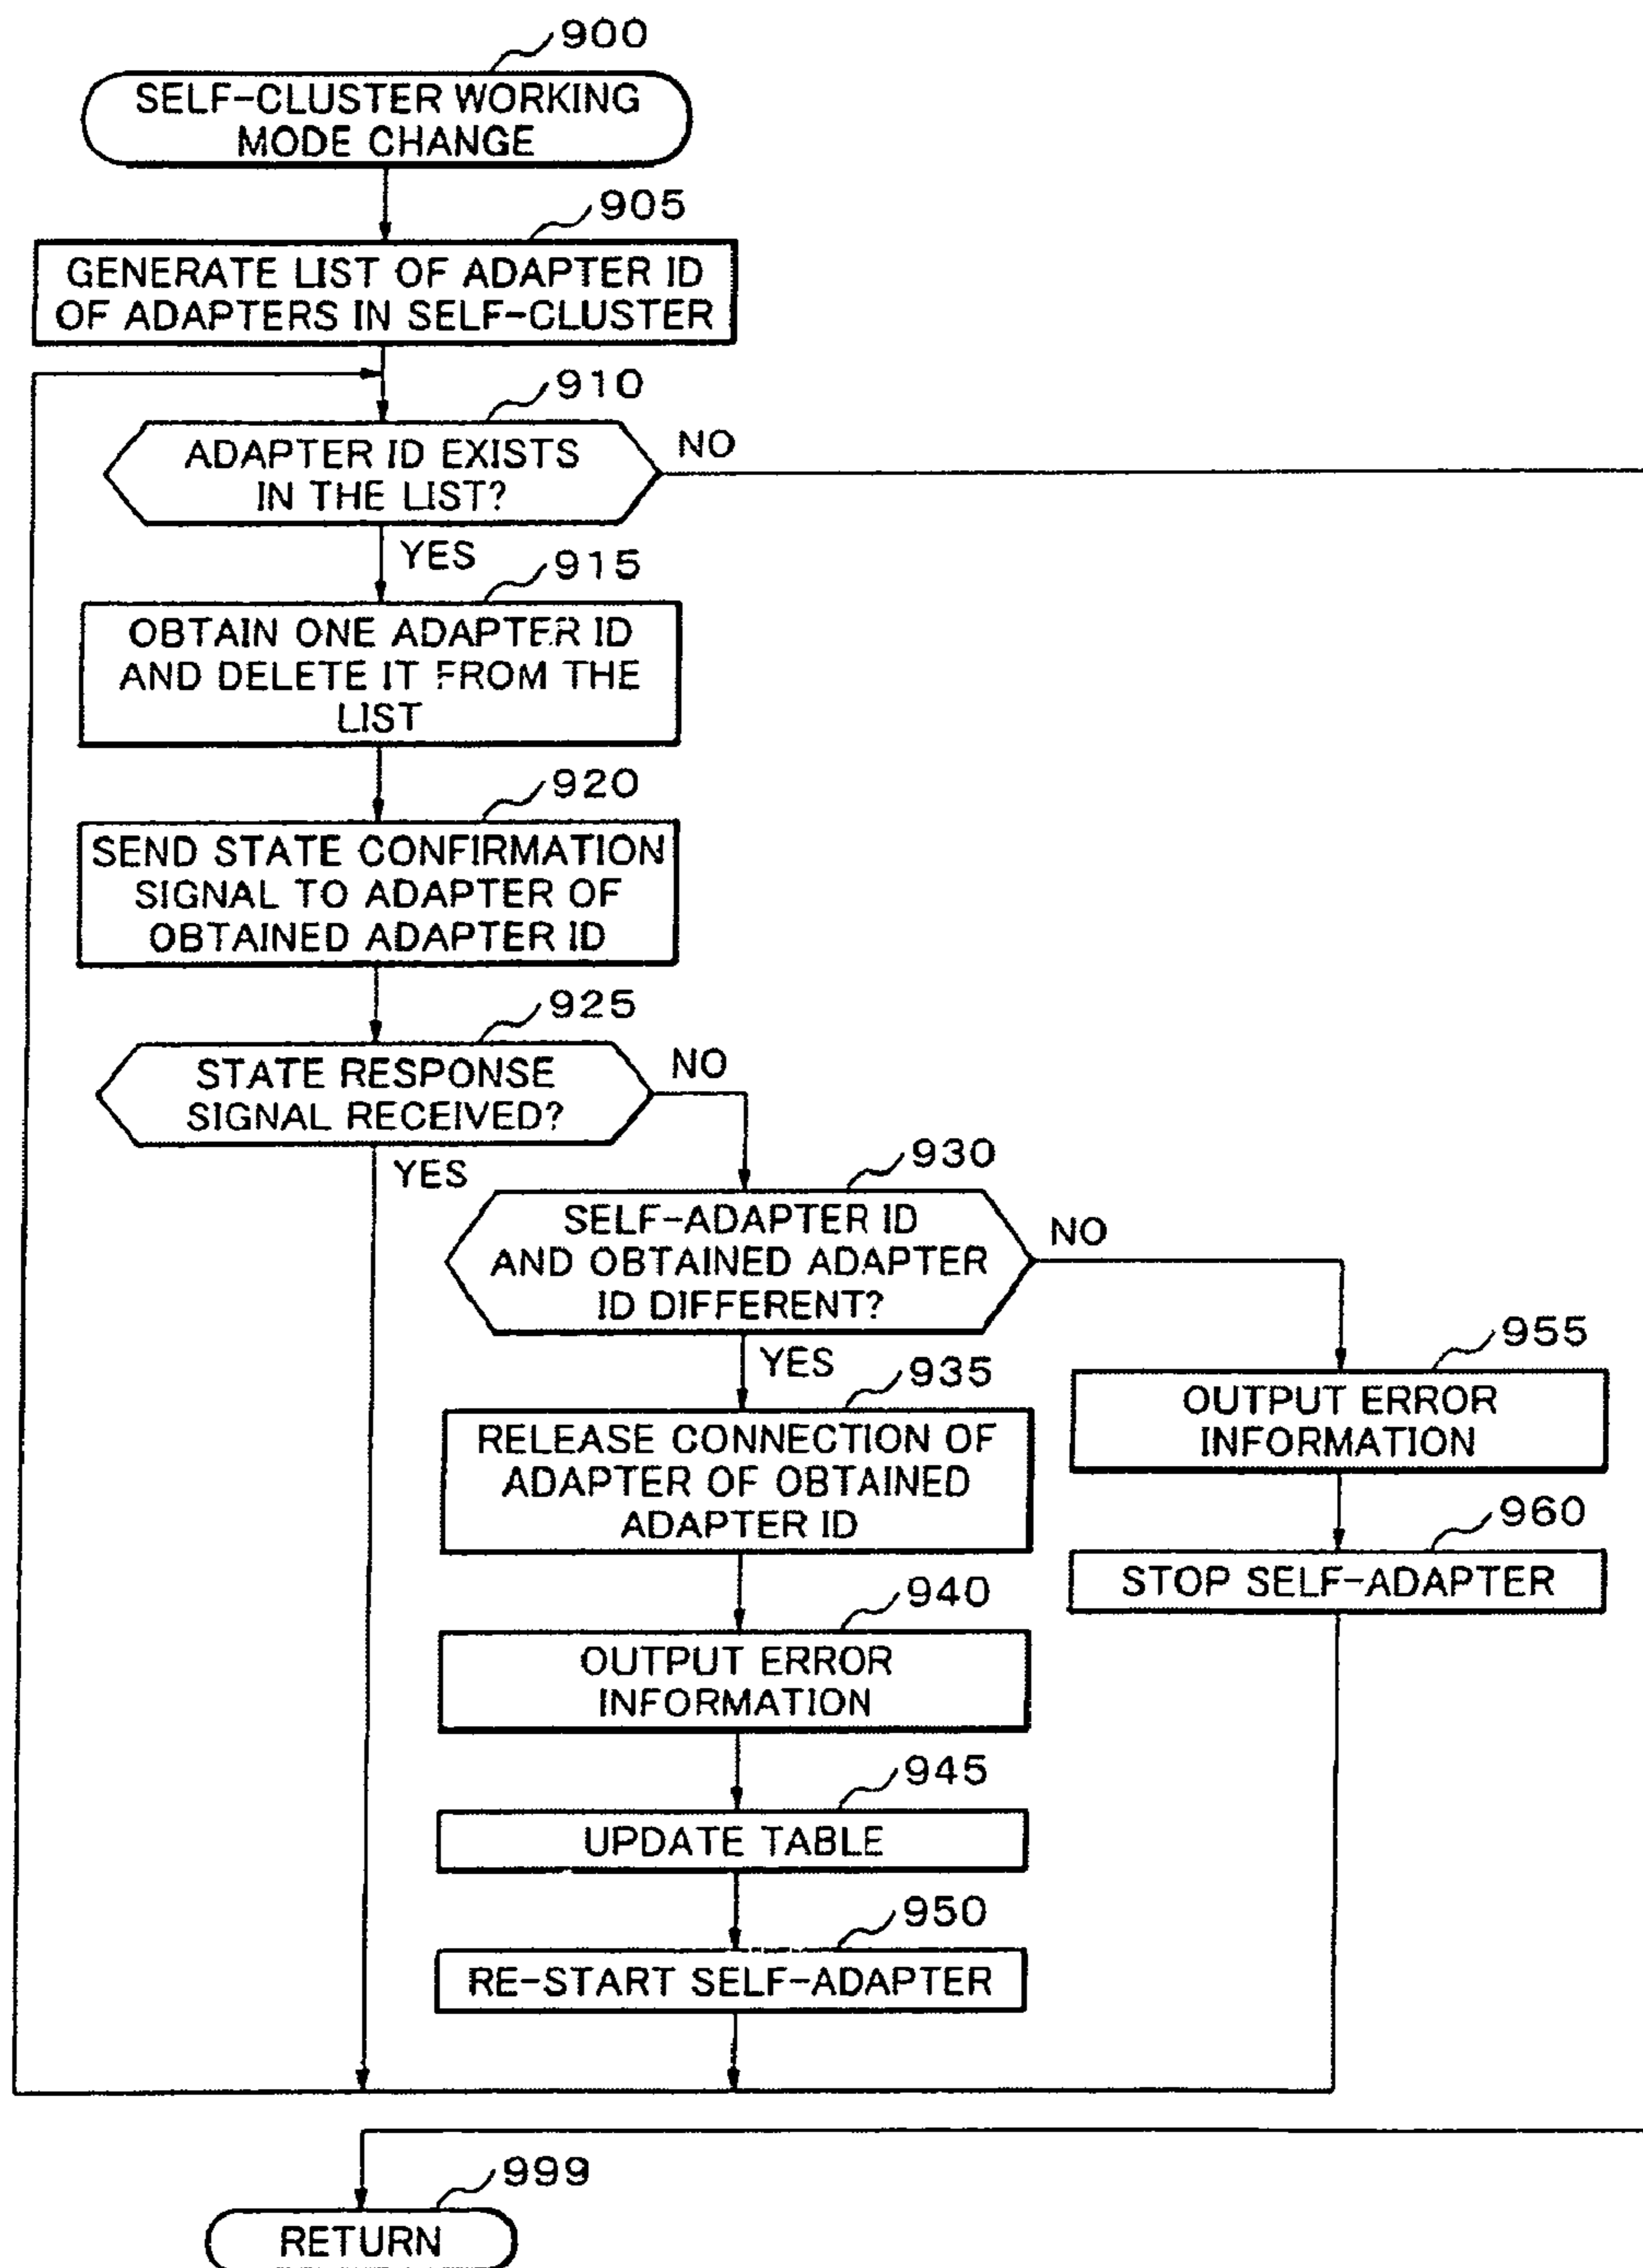 900
SELF-CLUSTER WORKING
MODE CHANGE
905
GENERATE LIST OF ADAPTER ID
OF ADAPTERS IN SELF-CLUSTER
910
ADAPTER ID EXISTS
IN THE LIST?
NO
YES
915
OBTAIN ONE ADAPTER ID
AND DELETE IT FROM THE
LIST
920
SEND STATE CONFIRMATION
SIGNAL TO ADAPTER OF
OBTAINED ADAPTER ID
925
STATE RESPONSE
SIGNAL RECEIVED?
NO
YES
930
SELF-ADAPTER ID
AND OBTAINED ADAPTER
ID DIFFERENT?
NO
YES
935
RELEASE CONNECTION OF
ADAPTER OF OBTAINED
ADAPTER ID
955
OUTPUT ERROR
INFORMATION
960
STOP SELF-ADAPTER
940
OUTPUT ERROR
INFORMATION
945
UPDATE TABLE
950
RE-START SELF-ADAPTER
999
RETURN